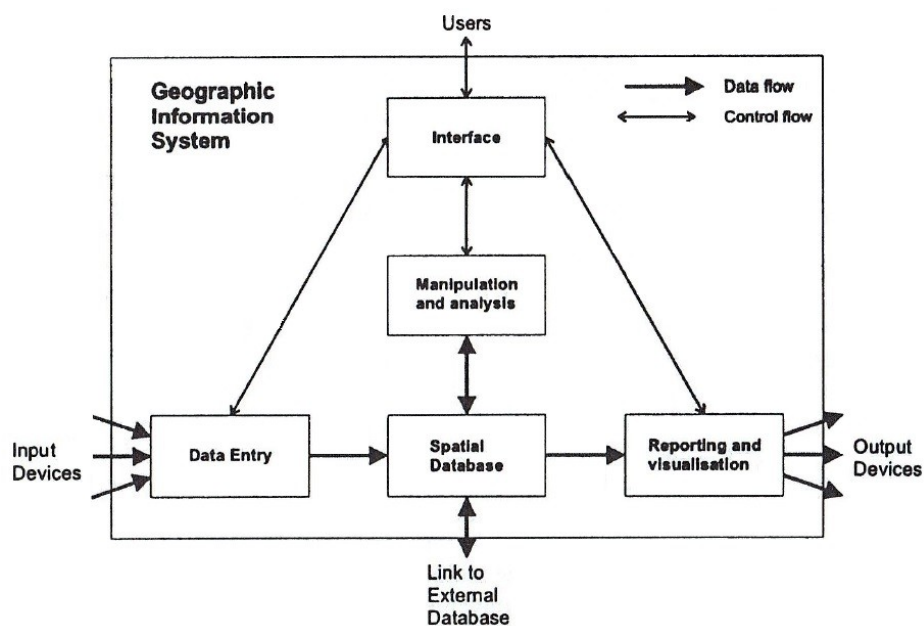 Users
Geographic
Information
System
Data flow
Control flow
Interface
Manipulation
and analysis
Input
Devices
Data Entry
Spatial
Database
Reporting and
visualisation
Output
Devices
Link to
External
Database